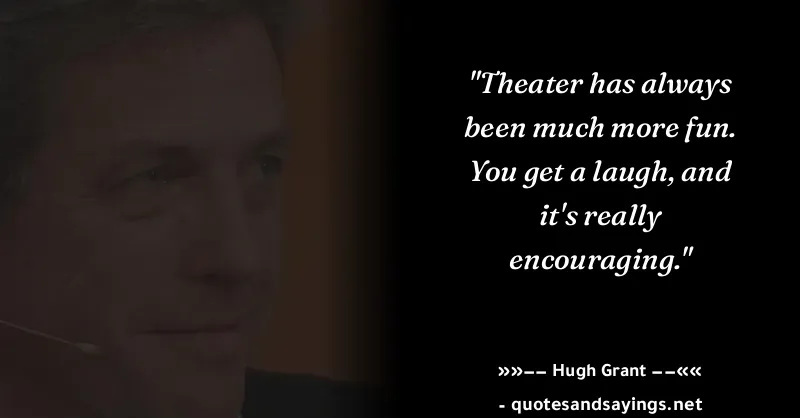 "Theater has always
been much more fun.
You get a laugh, and
it's really
encouraging."
»»–– Hugh Grant ––««
- quotesandsayings.net